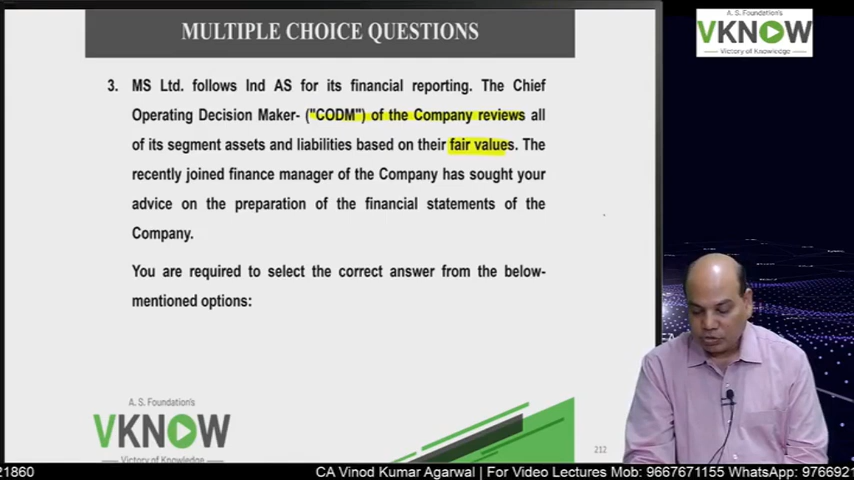 MULTIPLE CHOICE QUESTIONS
A. S. Foundation's
VKNOW
Victory of Knowledge
3. MS Ltd. follows Ind AS for its financial reporting. The Chief
Operating Decision Maker- ("CODM") of the Company reviews all
of its segment assets and liabilities based on their fair values. The
recently joined finance manager of the Company has sought your
advice on the preparation of the financial statements of the
Company.
You are required to select the correct answer from the below-
mentioned options:
A. S. Foundation's
VKNOW
Victory of Knowledge
212
21860 CA Vinod Kumar Agarwal | For Video Lectures Mob: 9667671155 WhatsApp: 976692